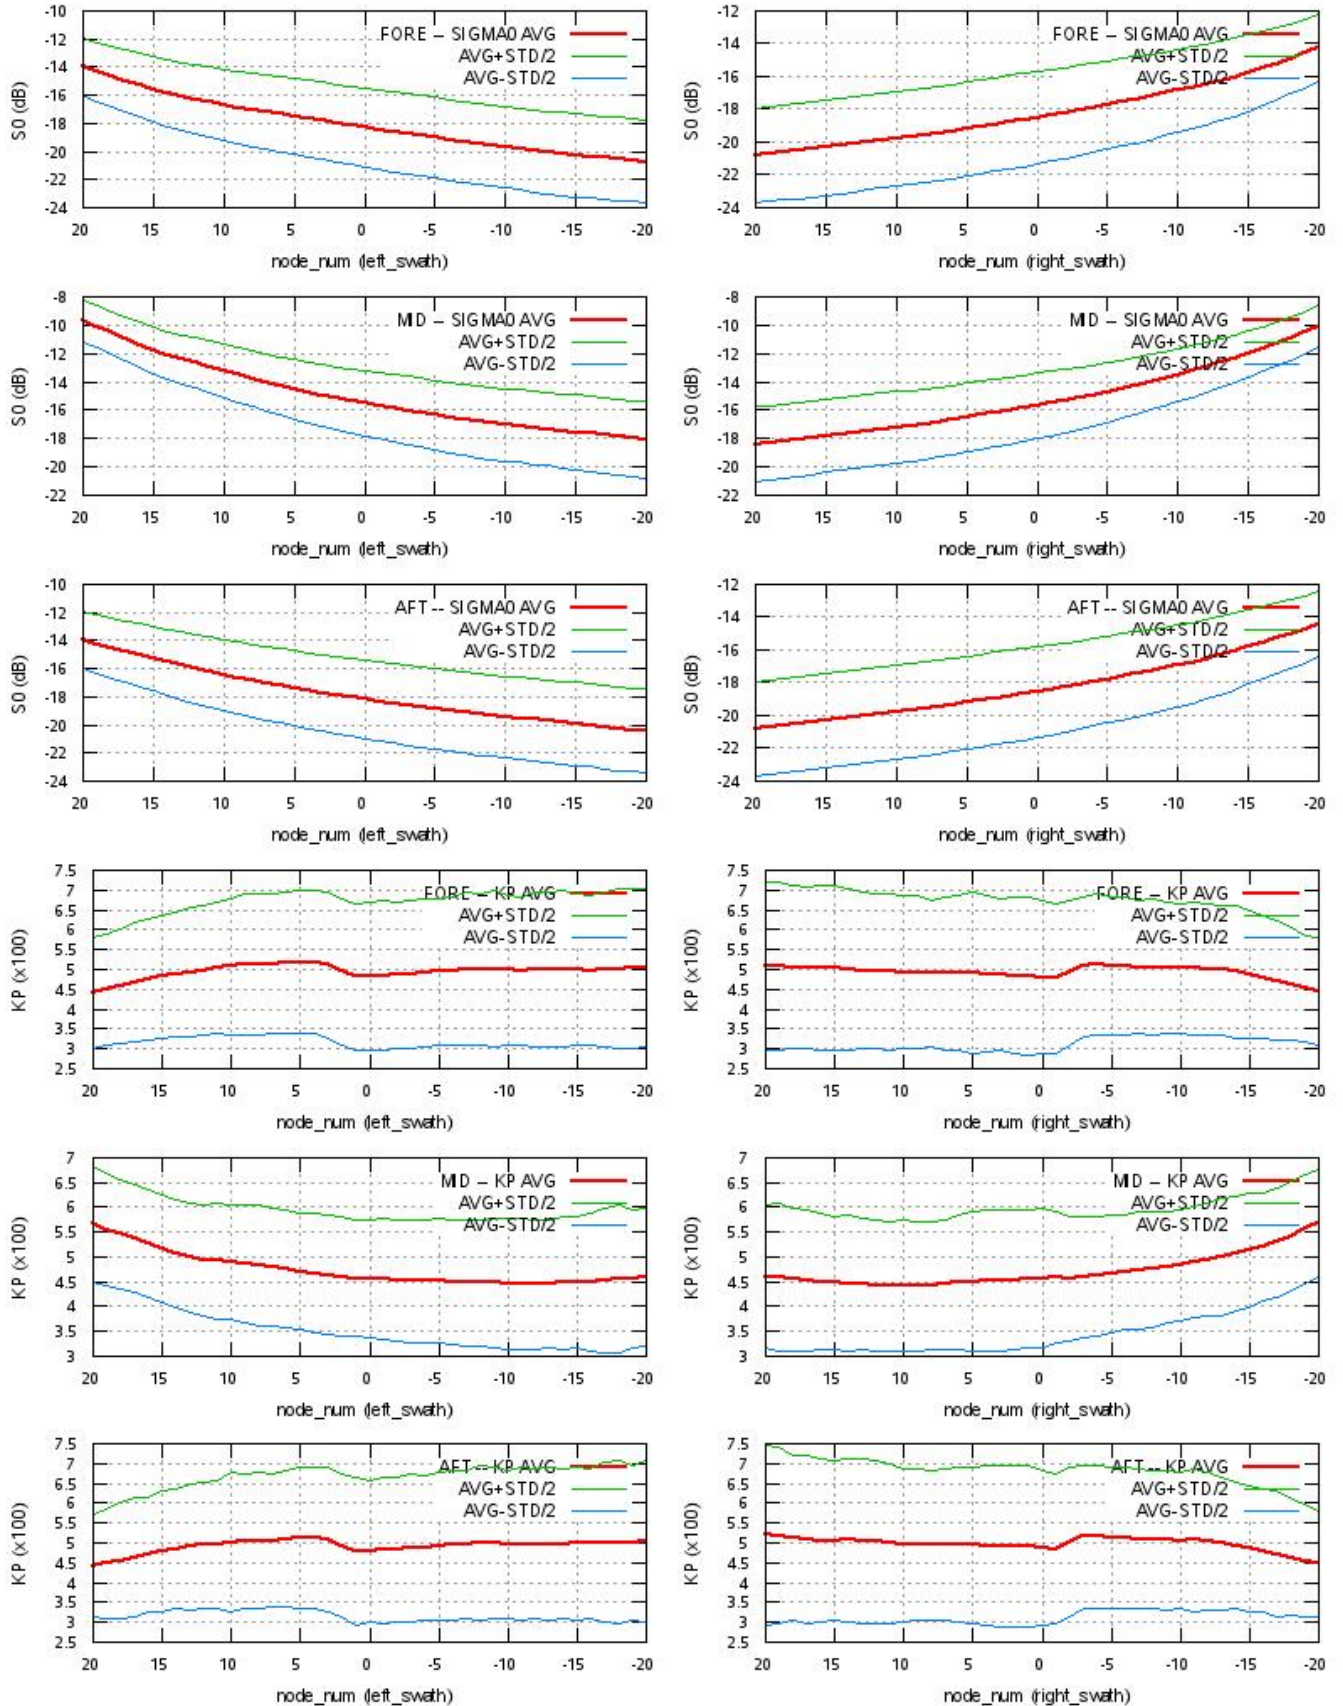 -10
FORE -- SIGMA0 AVG
-12
AVG+STD/2
-14
AVG-STD/2
-16
-18
-20
-22
-24
S0 (dB)
20 15 10 5 0 -5 -10 -15 -20
node_num (left_swath)
-12
FORE -- SIGMA0 AVG
-14
AVG+STD/2
AVG-STD/2
-16
-18
-20
-22
-24
S0 (dB)
20 15 10 5 0 -5 -10 -15 -20
node_num (right_swath)
-8
MID -- SIGMA0 AVG
-10
AVG+STD/2
-12
AVG-STD/2
-14
-16
-18
-20
-22
S0 (dB)
20 15 10 5 0 -5 -10 -15 -20
node_num (left_swath)
-8
MID -- SIGMA0 AVG
-10
AVG+STD/2
-12
AVG-STD/2
-14
-16
-18
-20
-22
S0 (dB)
20 15 10 5 0 -5 -10 -15 -20
node_num (right_swath)
-10
AFT -- SIGMA0 AVG
-12
AVG+STD/2
-14
AVG-STD/2
-16
-18
-20
-22
-24
S0 (dB)
20 15 10 5 0 -5 -10 -15 -20
node_num (left_swath)
-12
AFT -- SIGMA0 AVG
-14
AVG+STD/2
AVG-STD/2
-16
-18
-20
-22
-24
S0 (dB)
20 15 10 5 0 -5 -10 -15 -20
node_num (right_swath)
7.5
FORE -- KP AVG
7
AVG+STD/2
6.5
AVG-STD/2
6
5.5
5
4.5
4
3.5
3
2.5
KP (x100)
20 15 10 5 0 -5 -10 -15 -20
node_num (left_swath)
7.5
FORE -- KP AVG
7
AVG+STD/2
6.5
AVG-STD/2
6
5.5
5
4.5
4
3.5
3
2.5
KP (x100)
20 15 10 5 0 -5 -10 -15 -20
node_num (right_swath)
7
MID -- KP AVG
6.5
AVG+STD/2
6
AVG-STD/2
5.5
5
4.5
4
3.5
3
KP (x100)
20 15 10 5 0 -5 -10 -15 -20
node_num (left_swath)
7
MID -- KP AVG
6.5
AVG+STD/2
6
AVG-STD/2
5.5
5
4.5
4
3.5
3
KP (x100)
20 15 10 5 0 -5 -10 -15 -20
node_num (right_swath)
7.5
AFT -- KP AVG
7
AVG+STD/2
6.5
AVG-STD/2
6
5.5
5
4.5
4
3.5
3
2.5
KP (x100)
20 15 10 5 0 -5 -10 -15 -20
node_num (left_swath)
7.5
AFT -- KP AVG
7
AVG+STD/2
6.5
AVG-STD/2
6
5.5
5
4.5
4
3.5
3
2.5
KP (x100)
20 15 10 5 0 -5 -10 -15 -20
node_num (right_swath)